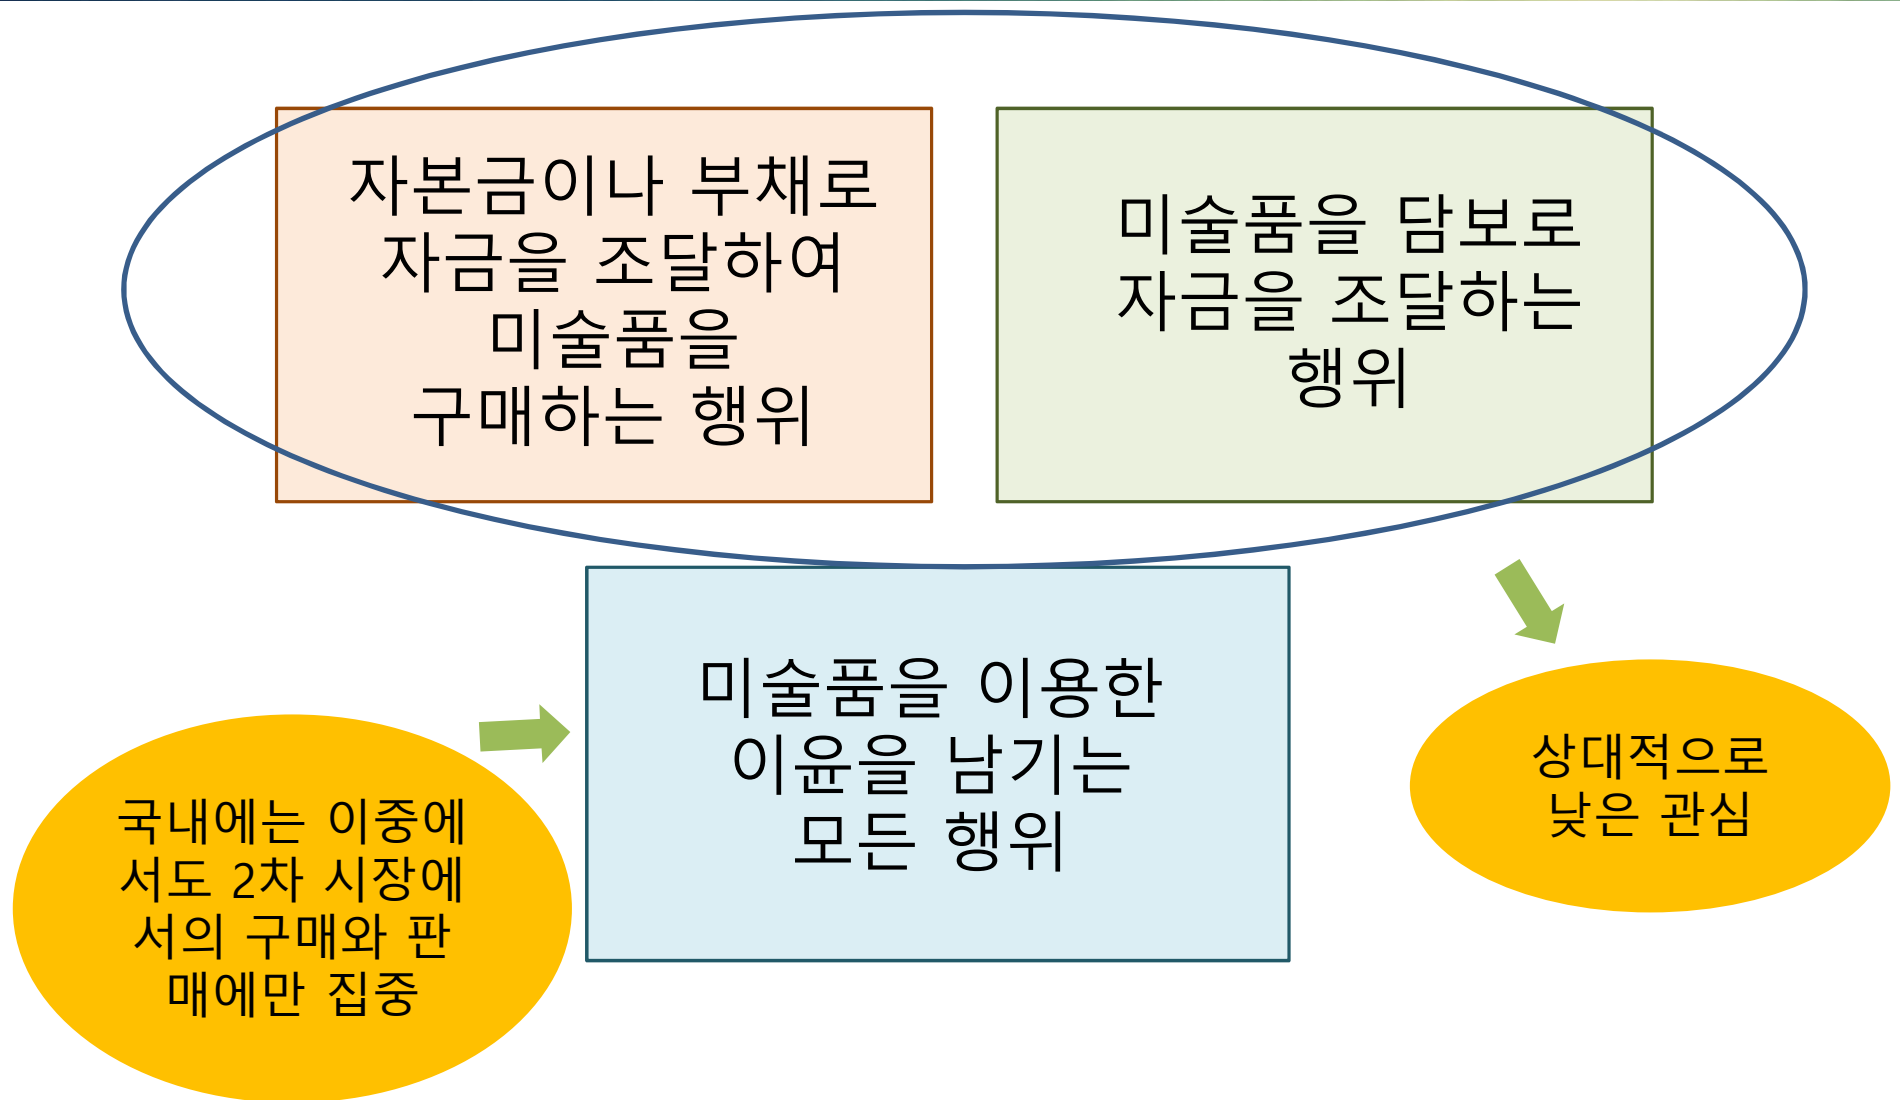 자본금이나 부채로
자금을 조달하여
미술품을
구매하는 행위
미술품을 담보로
자금을 조달하는
행위
미술품을 이용한
이윤을 남기는
모든 행위
국내에는 이중에
서도 2차 시장에
서의 구매와 판
매에만 집중
상대적으로
낮은 관심